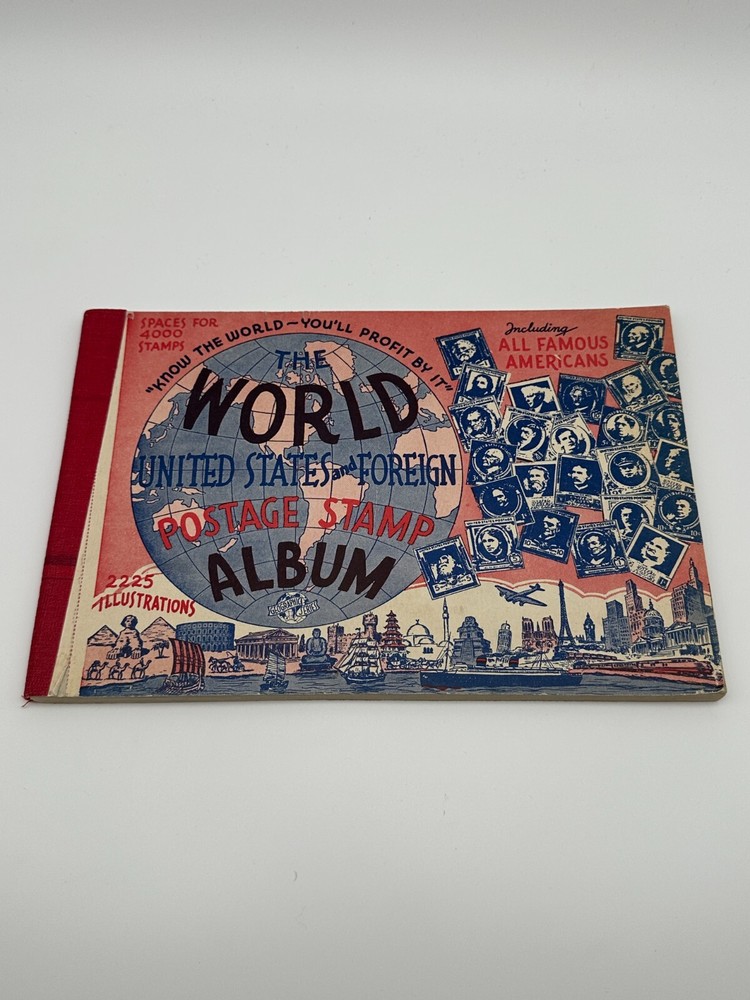 SPACES FOR
4000
STAMPS
"KNOW THE WORLD—YOU'LL PROFIT BY IT"
THE
WORLD
UNITED STATES and FOREIGN
POSTAGE STAMP
ALBUM
2225
ILLUSTRATIONS
Including
ALL FAMOUS
AMERiCANS